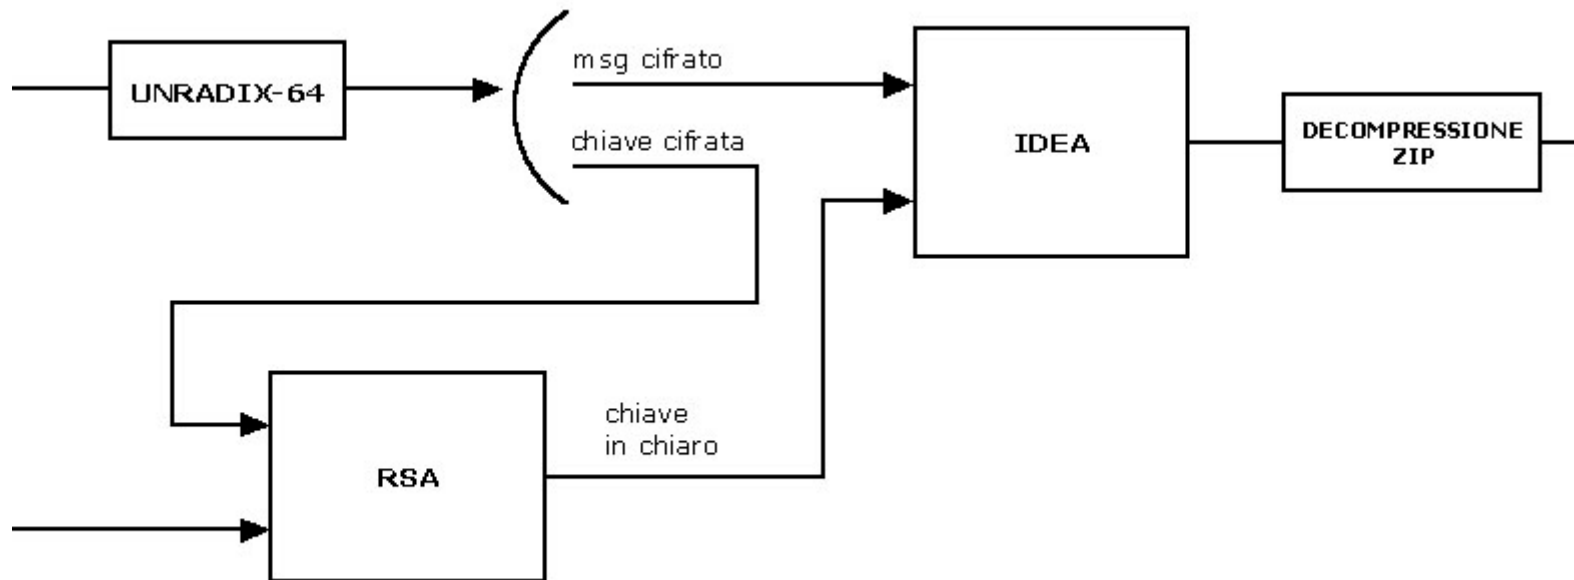 msg cifrato
UNRADIX-64
chiave cifrata
IDEA
DECOMPRESSIONE
ZIP
chiave
in chiaro
RSA